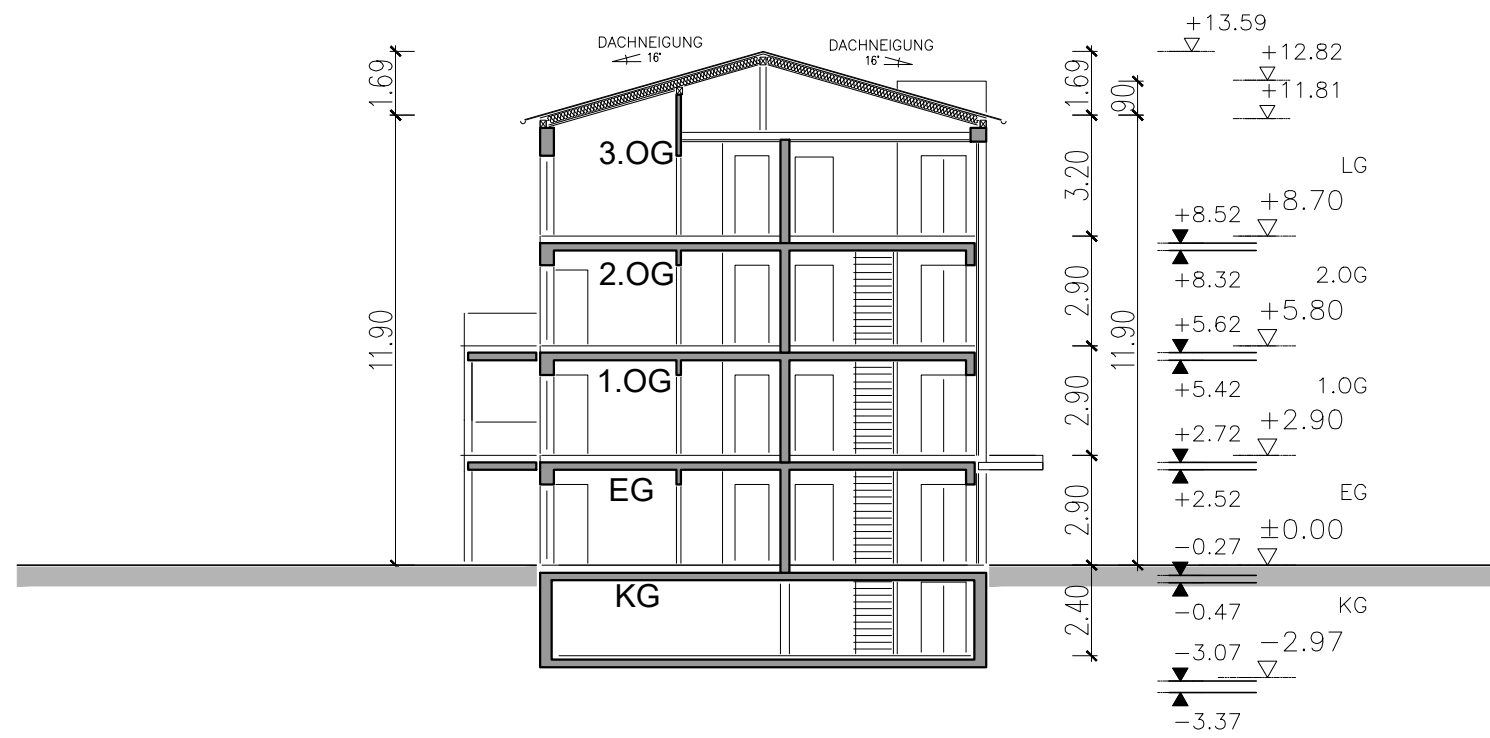 +13.59
DACHNEIGUNG
16°
DACHNEIGUNG
16°
+12.82
+11.81
1.69
1.69
90
3.OG
3.20
LG
+8.70
+8.52
2.OG
2.90
+8.32
2.OG
+5.80
+5.62
11.90
11.90
1.OG
2.90
+5.42
1.OG
+2.90
+2.72
EG
2.90
+2.52
EG
±0.00
-0.27
KG
2.40
-0.47
KG
-2.97
-3.07
-3.37